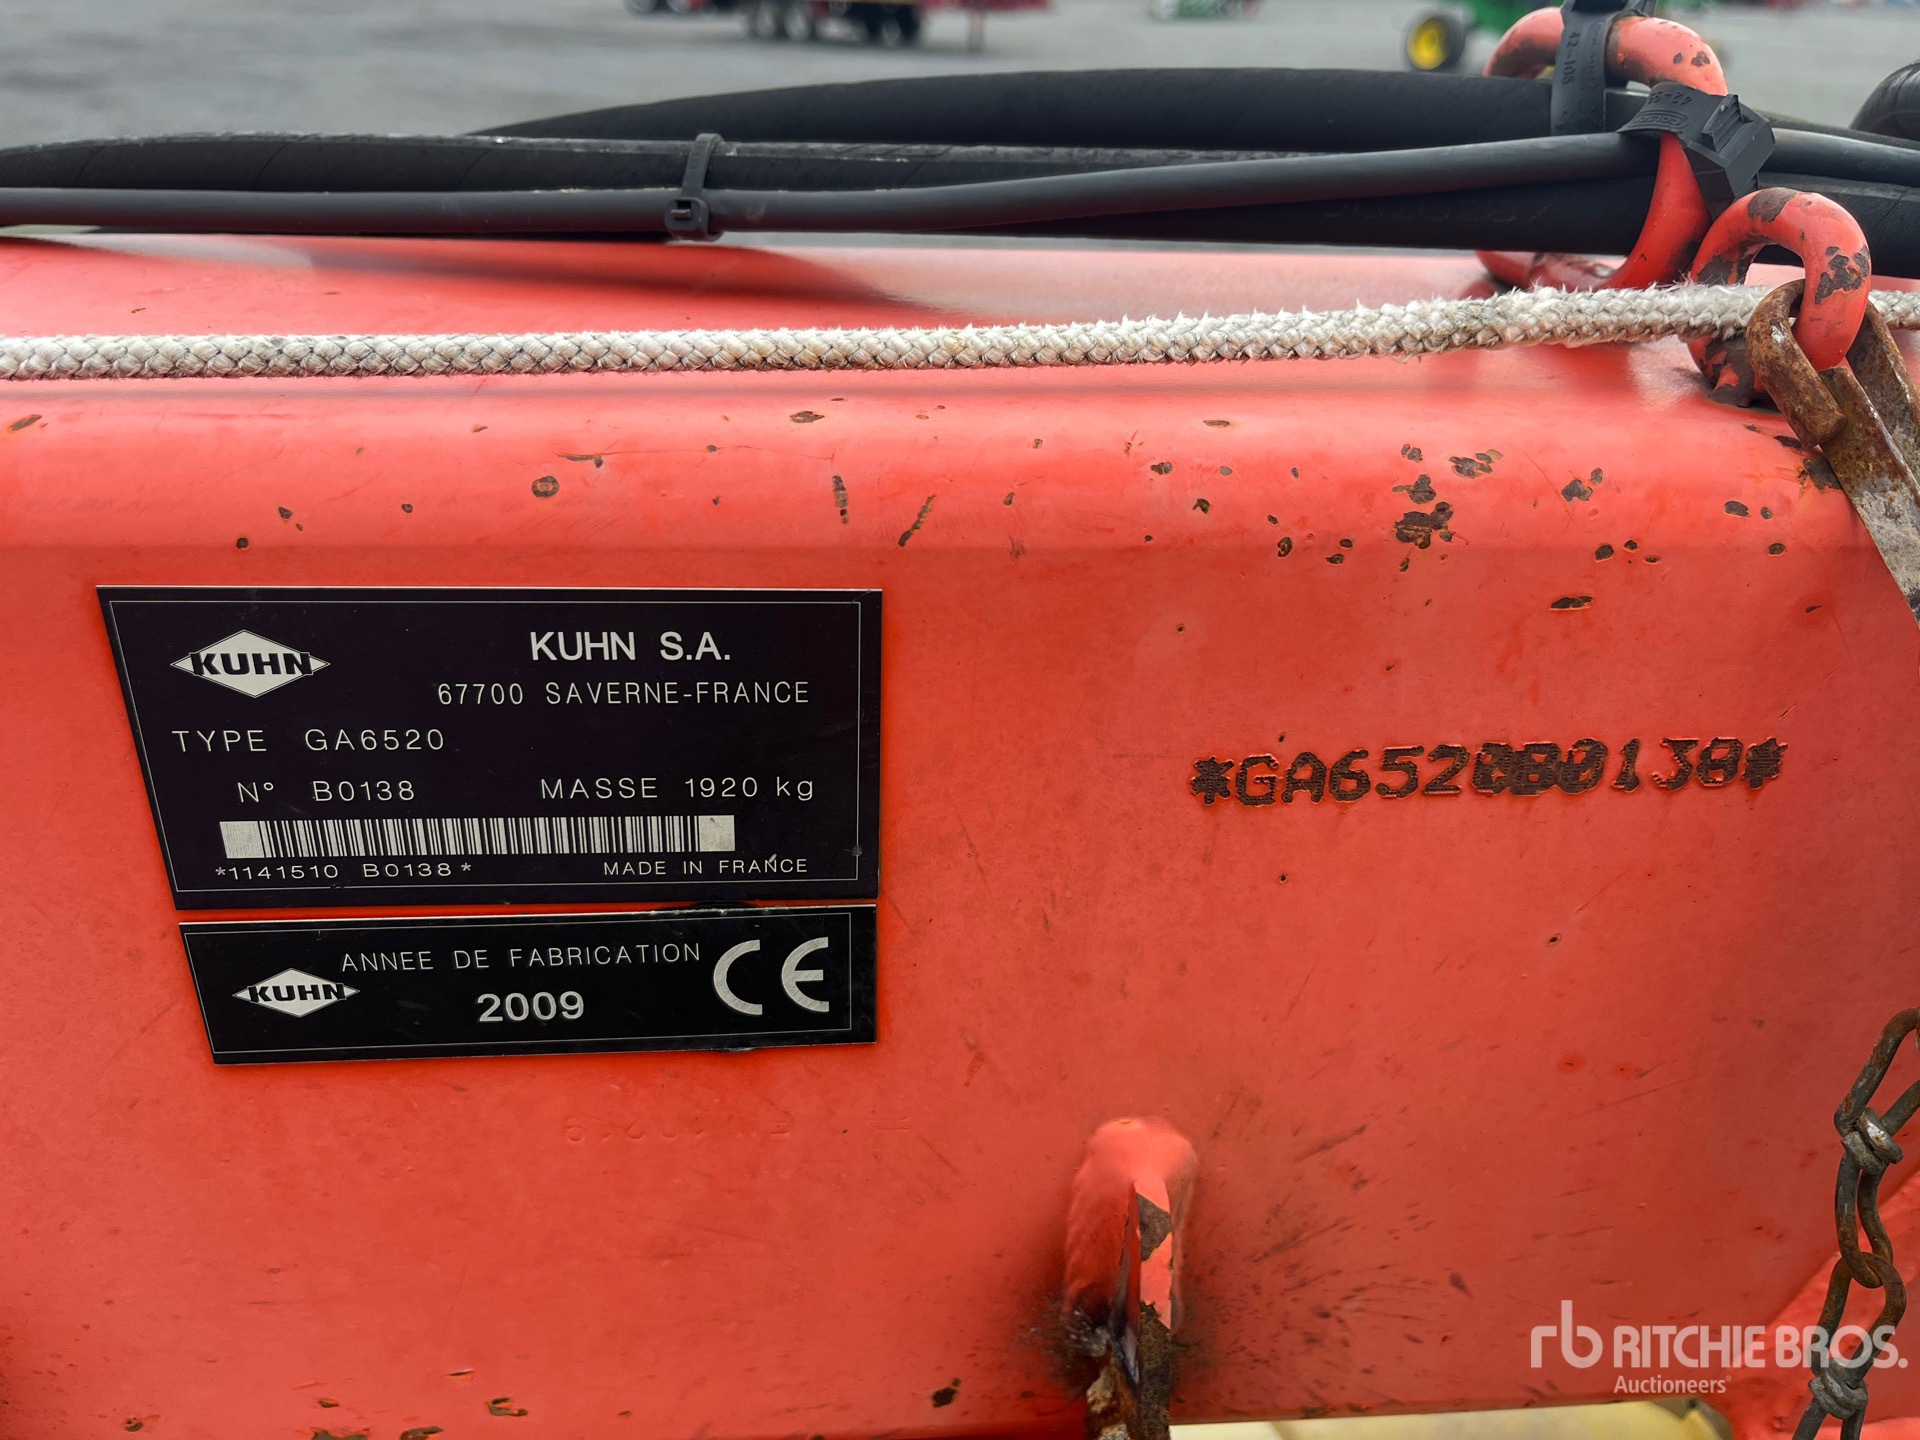 KUHN
KUHN S.A.
67700 SAVERNE-FRANCE
TYPE GA6520
N° B0138 MASSE 1920 kg
*1141510 B0138*
MADE IN FRANCE
KUHN
ANNEE DE FABRICATION
2009
CE
*GA6520B0138*
rb RITCHIE BROS.
Auctioneers